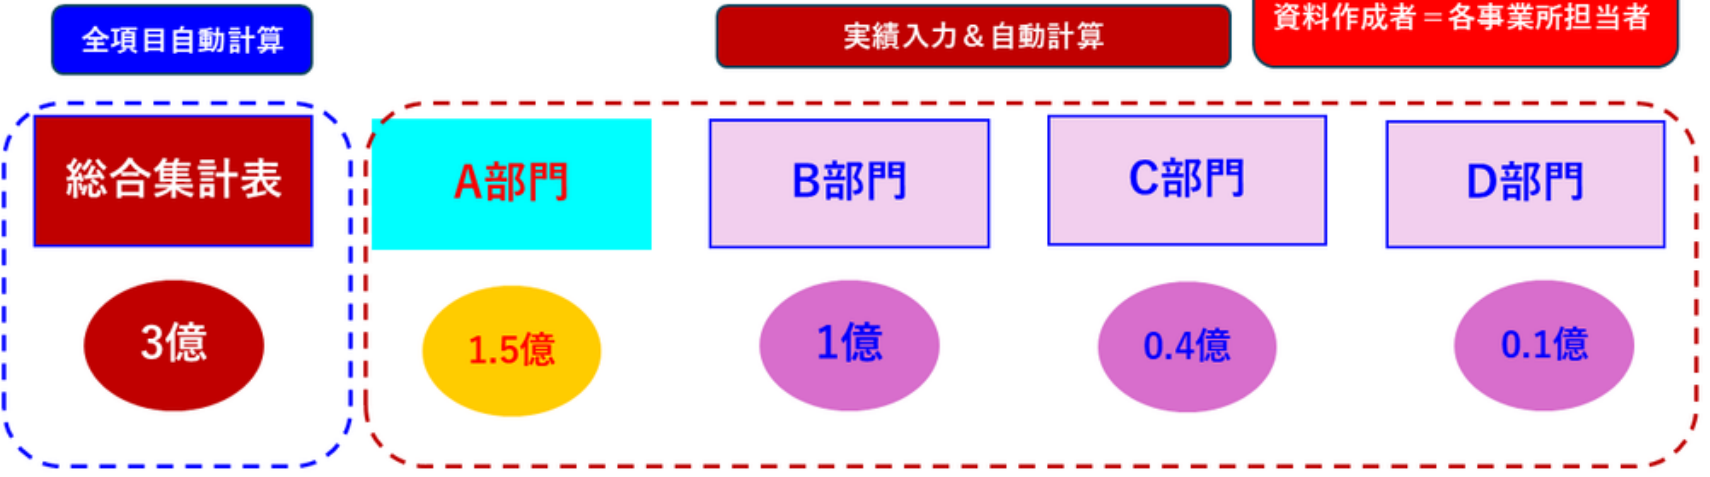 全項目自動計算
実績入力＆自動計算
資料作成者＝各事業所担当者
総合集計表
A部門
B部門
C部門
D部門
3億
1.5億
1億
0.4億
0.1億